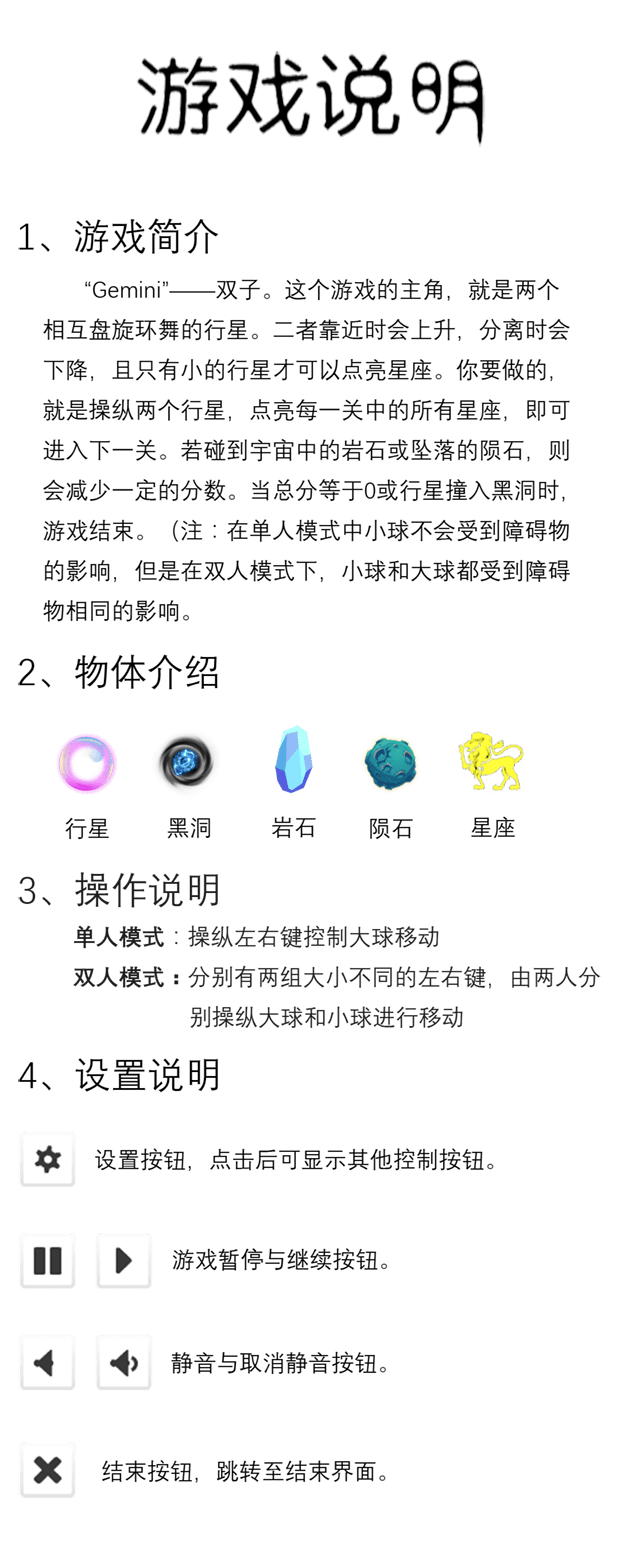 游戏说明
1、游戏简介
“Gemini”——双子。这个游戏的主角，就是两个
相互盘旋环舞的行星。二者靠近时会上升，分离时会
下降，且只有小的行星才可以点亮星座。你要做的，
就是操纵两个行星，点亮每一关中的所有星座，即可
进入下一关。若碰到宇宙中的岩石或坠落的陨石，则
会减少一定的分数。当总分等于0或行星撞入黑洞时，
游戏结束。（注：在单人模式中小球不会受到障碍物
的影响，但是在双人模式下，小球和大球都受到障碍
物相同的影响。
2、物体介绍
行星 黑洞 岩石 陨石 星座
3、操作说明
单人模式：操纵左右键控制大球移动
双人模式：分别有两组大小不同的左右键，由两人分
别操纵大球和小球进行移动
4、设置说明
设置按钮，点击后可显示其他控制按钮。
游戏暂停与继续按钮。
静音与取消静音按钮。
结束按钮，跳转至结束界面。